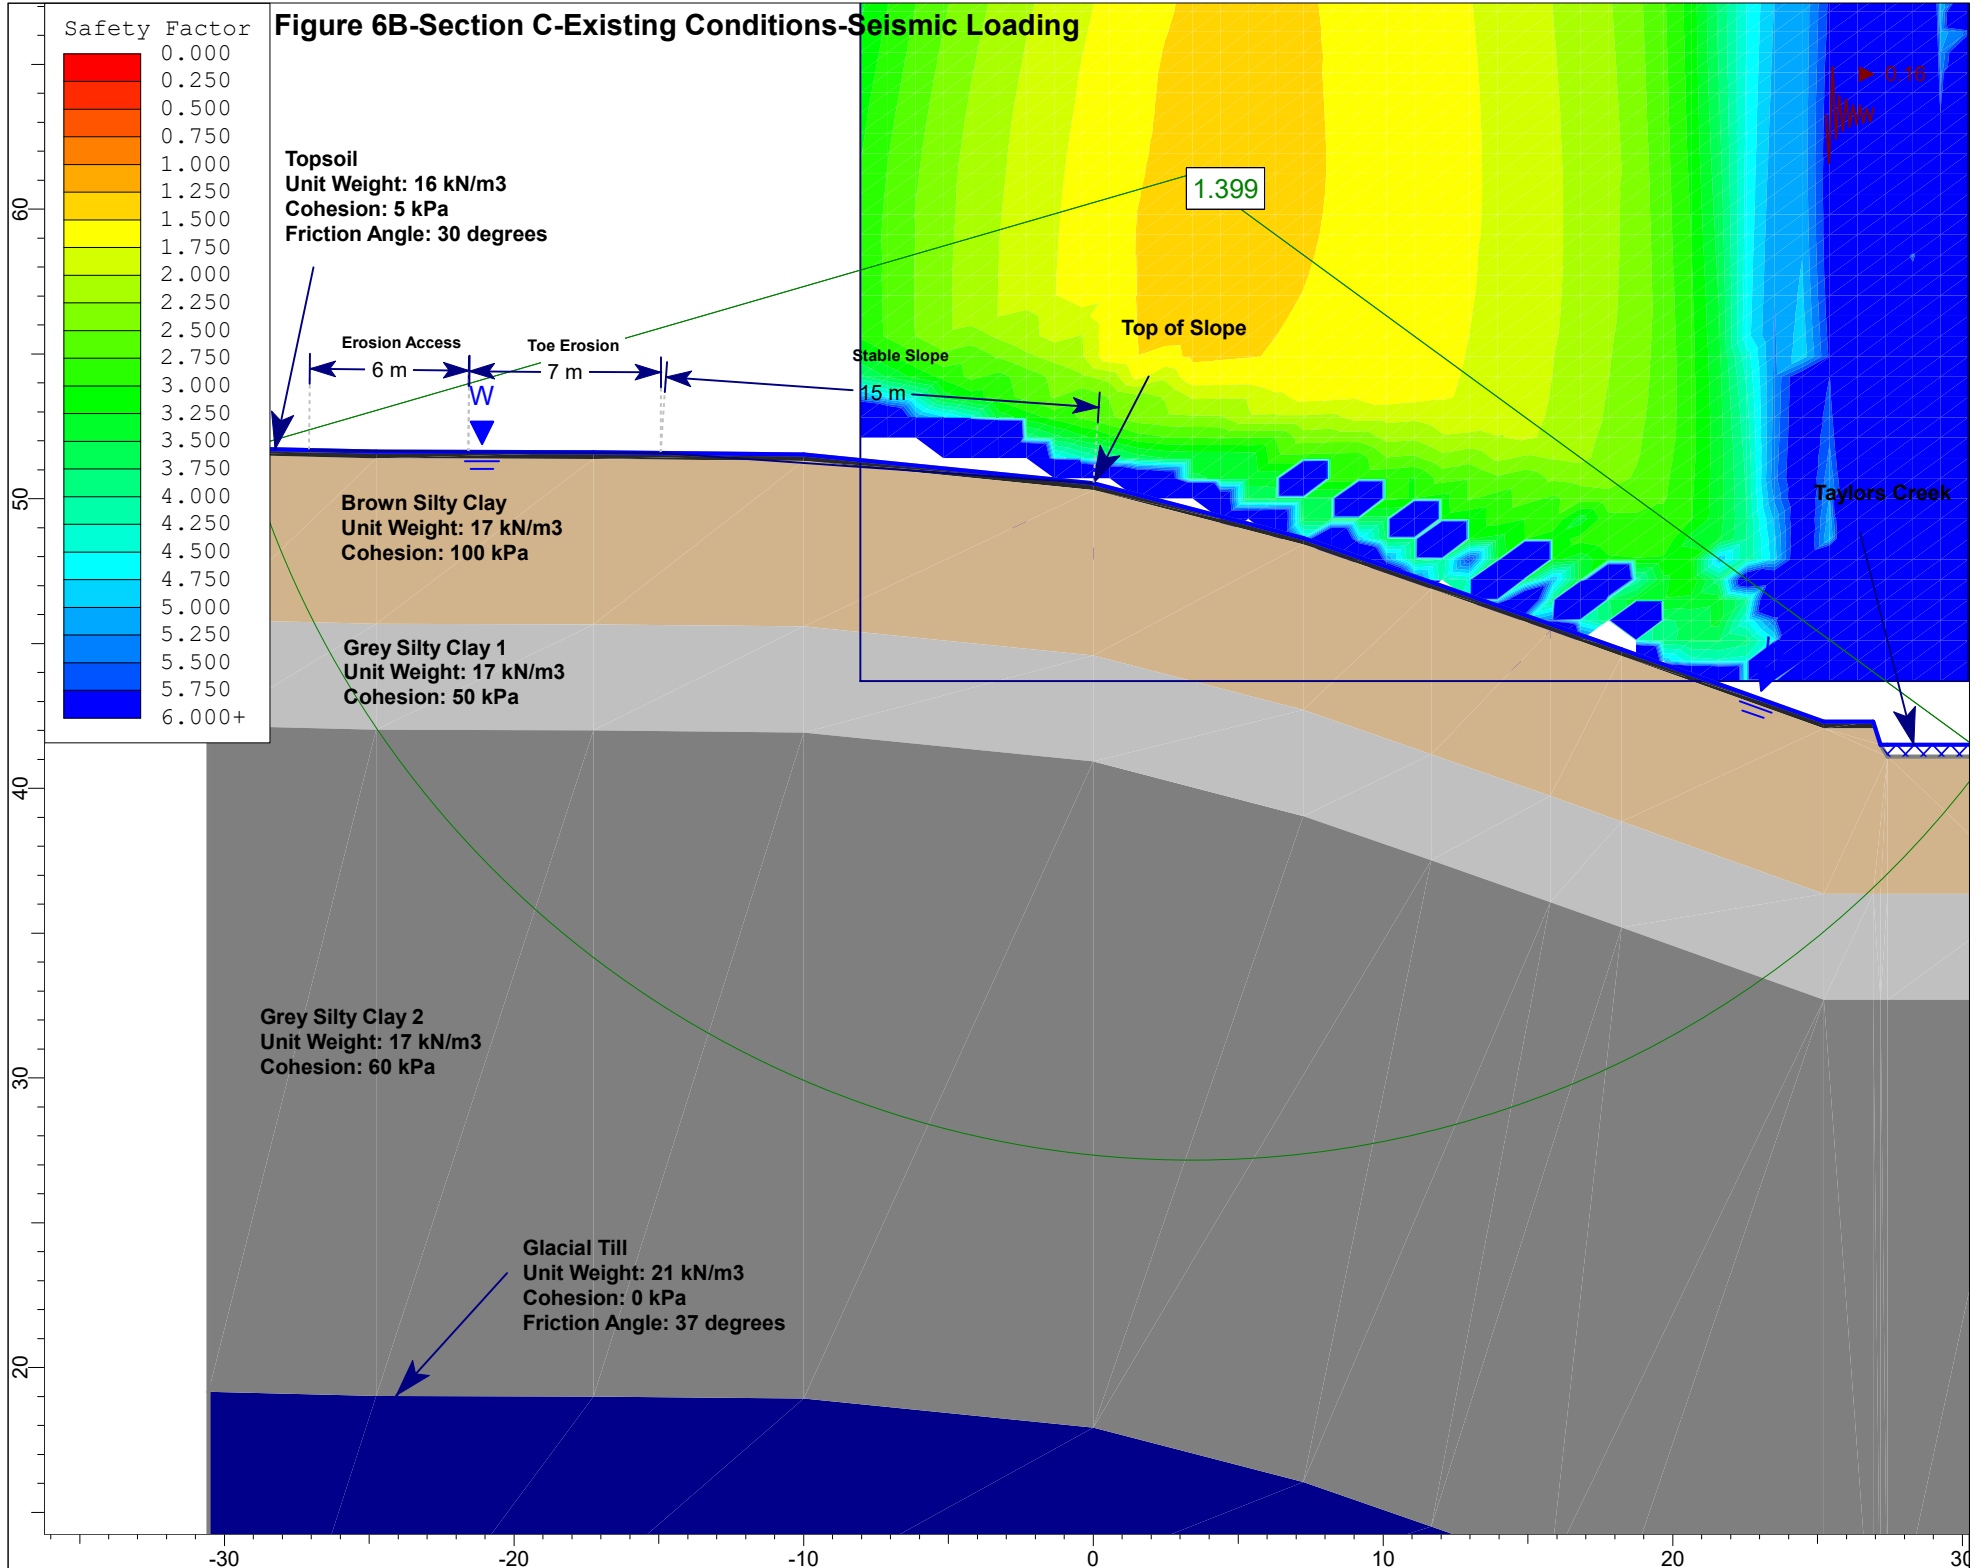 Figure 6B-Section C-Existing Conditions-Seismic Loading
Safety Factor
0.000
0.250
0.500
0.750
1.000
1.250
1.500
1.750
2.000
2.250
2.500
2.750
3.000
3.250
3.500
3.750
4.000
4.250
4.500
4.750
5.000
5.250
5.500
5.750
6.000+
0.16
Topsoil
Unit Weight: 16 kN/m3
Cohesion: 5 kPa
Friction Angle: 30 degrees
1.399
Top of Slope
Erosion Access
6 m
Toe Erosion
7 m
Stable Slope
15 m
W
Taylors Creek
Brown Silty Clay
Unit Weight: 17 kN/m3
Cohesion: 100 kPa
Grey Silty Clay 1
Unit Weight: 17 kN/m3
Cohesion: 50 kPa
Grey Silty Clay 2
Unit Weight: 17 kN/m3
Cohesion: 60 kPa
Glacial Till
Unit Weight: 21 kN/m3
Cohesion: 0 kPa
Friction Angle: 37 degrees
60
50
40
30
20
-30
-20
-10
0
10
20
30